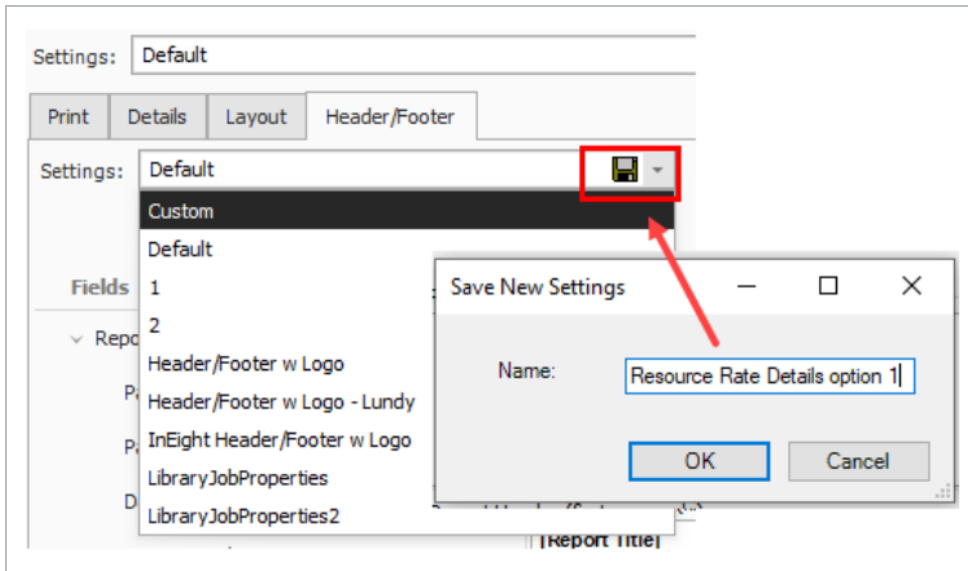 Settings: Default
Print Details Layout Header/Footer
Settings: Default
Custom
Default
Fields 1
2
Header/Footer w Logo
Header/Footer w Logo - Lundy
InEight Header/Footer w Logo
LibraryJobProperties
LibraryJobProperties2
Save New Settings
Name: Resource Rate Details option 1
OK Cancel
[Report Title]